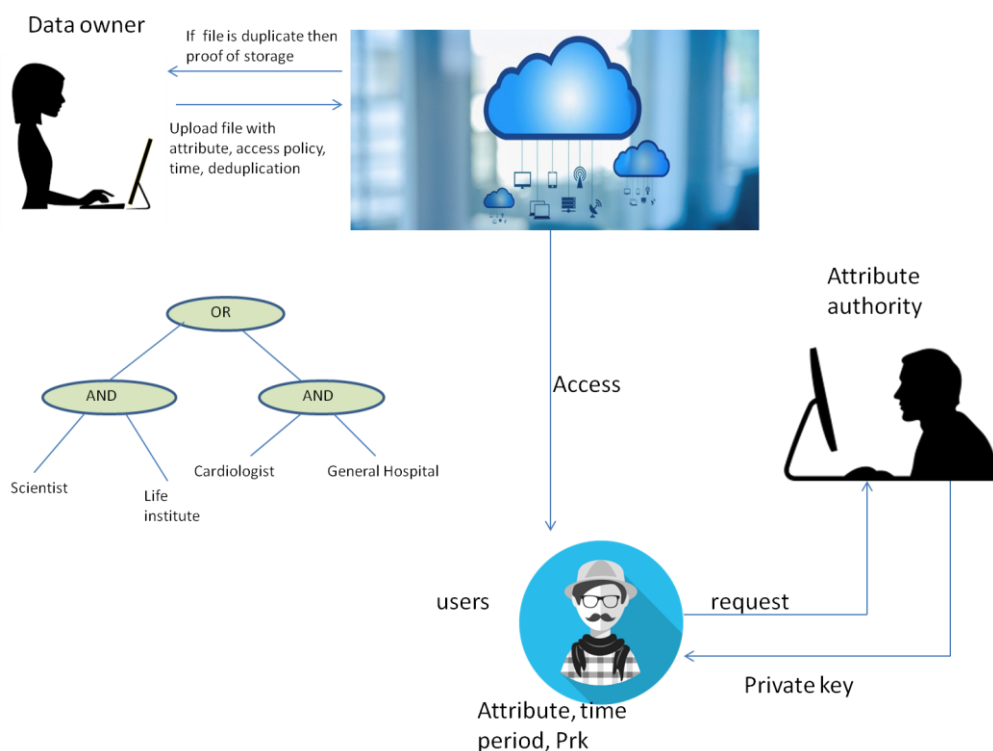 Data owner
If file is duplicate then
proof of storage
Upload file with
attribute, access policy,
time, deduplication
Attribute
authority
OR
AND
AND
Access
Scientist
Life
institute
Cardiologist
General Hospital
users
request
Private key
Attribute, time
period, Prk